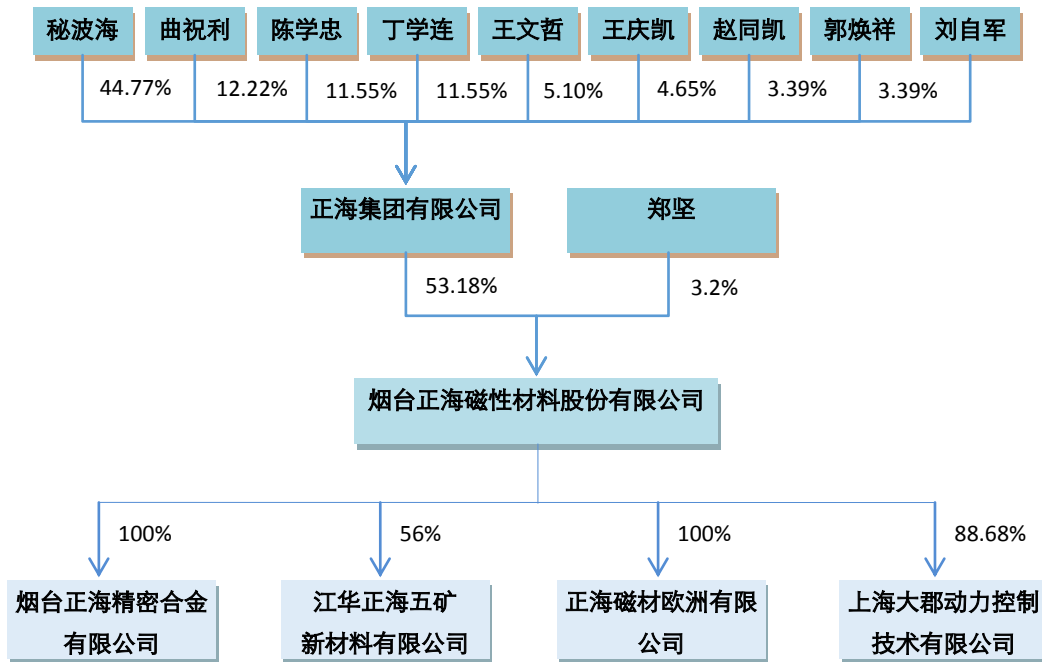 秘波海 曲祝利 陈学忠 丁学连 王文哲 王庆凯 赵同凯 郭焕祥 刘自军
44.77% 12.22% 11.55% 11.55% 5.10% 4.65% 3.39% 3.39%
正海集团有限公司 郑坚
53.18% 3.2%
烟台正海磁性材料股份有限公司
100% 56% 100% 88.68%
烟台正海精密合金
有限公司
江华正海五矿
新材料有限公司
正海磁材欧洲有限
公司
上海大郡动力控制
技术有限公司